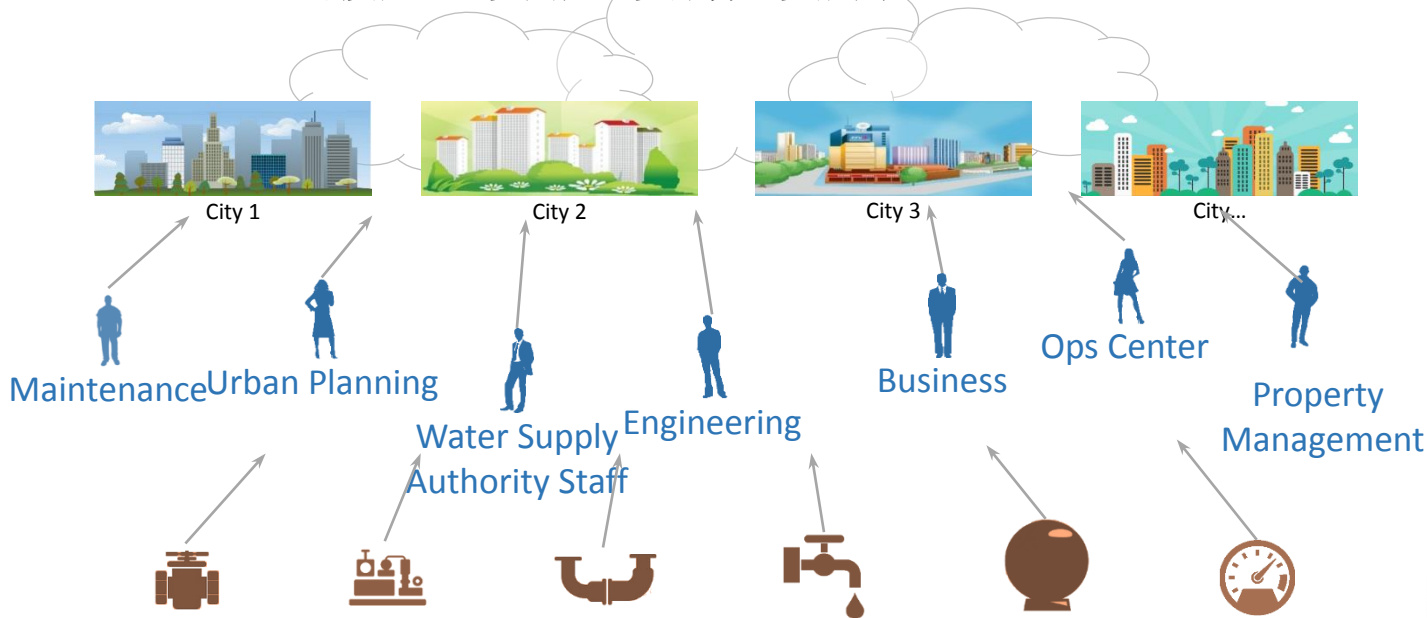 City 1
City 2
City 3
City...
Maintenance
Urban Planning
Water Supply
Authority Staff
Engineering
Business
Ops Center
Property
Management